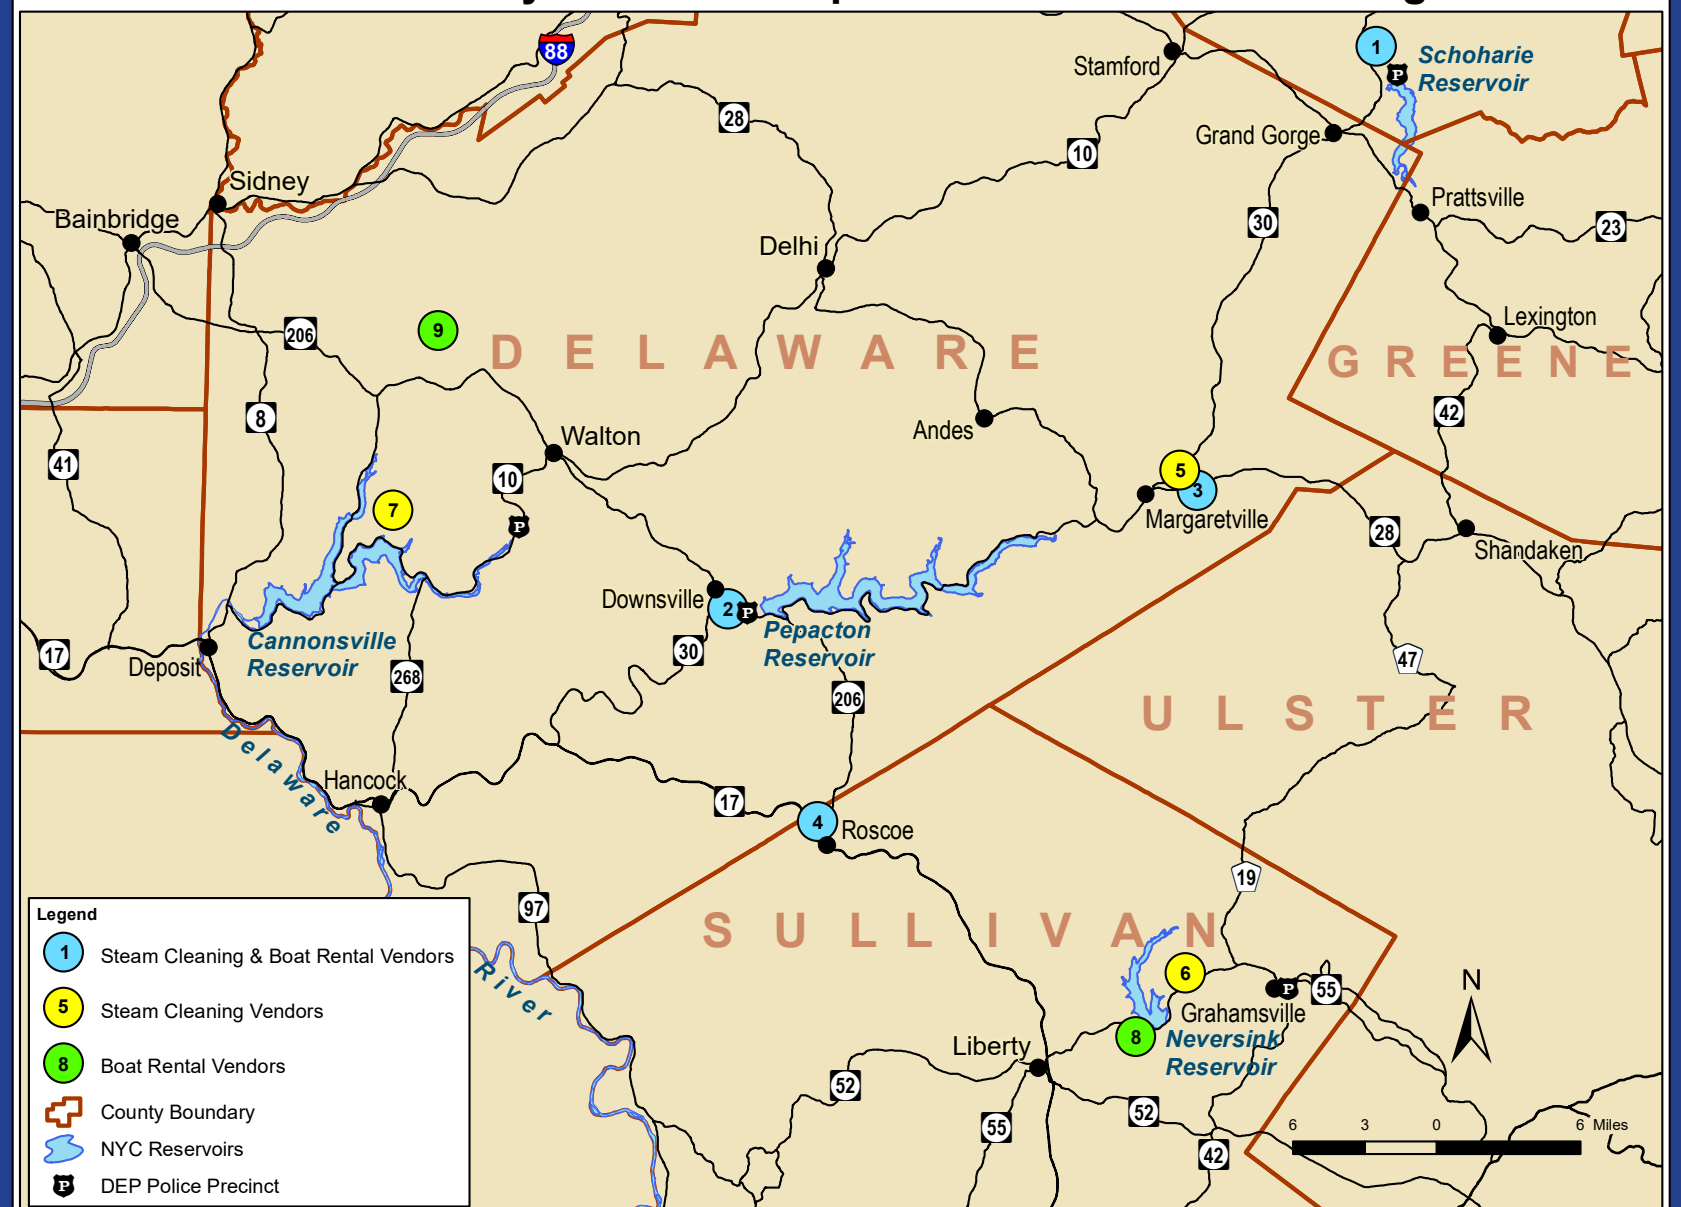 88
1
Schoharie
Reservoir
P
Stamford
28
10
Grand Gorge
Sidney
Prattsville
Bainbridge
30
23
Delhi
206
9
Lexington
DELAWARE
GREENE
8
42
Andes
Walton
41
10
5
3
7
Margaretville
P
28
Shandaken
Downsville
2
P
Pepacton
Reservoir
Cannonsville
Reservoir
17
Deposit
30
47
268
206
ULSTER
Delaware
Hancock
17
4
Roscoe
19
97
SULLIVAN
River
6
P
55
Grahamsville
8
Neversink
Reservoir
N
Liberty
52
52
55
42
6 3 0 6 Miles
Legend
1 Steam Cleaning & Boat Rental Vendors
5 Steam Cleaning Vendors
8 Boat Rental Vendors
County Boundary
NYC Reservoirs
P DEP Police Precinct